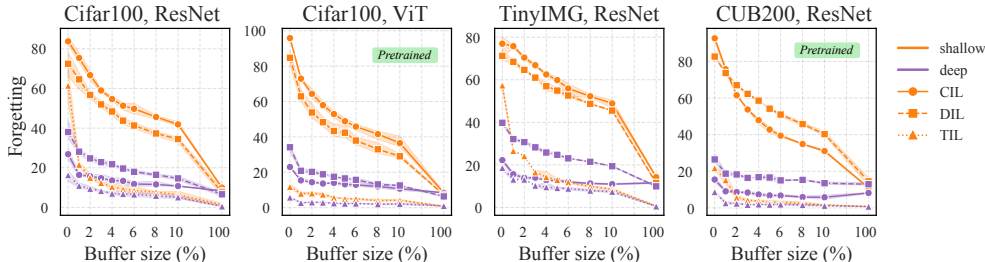 Cifar100, ResNet
Cifar100, ViT
TinyIMG, ResNet
CUB200, ResNet
Forgetting
80
60
40
20
0
0 2 4 6 8 10 100
Buffer size (%)
100
80
60
40
20
0
Pretrained
0 2 4 6 8 10 100
Buffer size (%)
80
60
40
20
0
0 2 4 6 8 10 100
Buffer size (%)
80
60
40
20
0
Pretrained
0 2 4 6 8 10 100
Buffer size (%)
shallow
deep
CIL
DIL
TIL